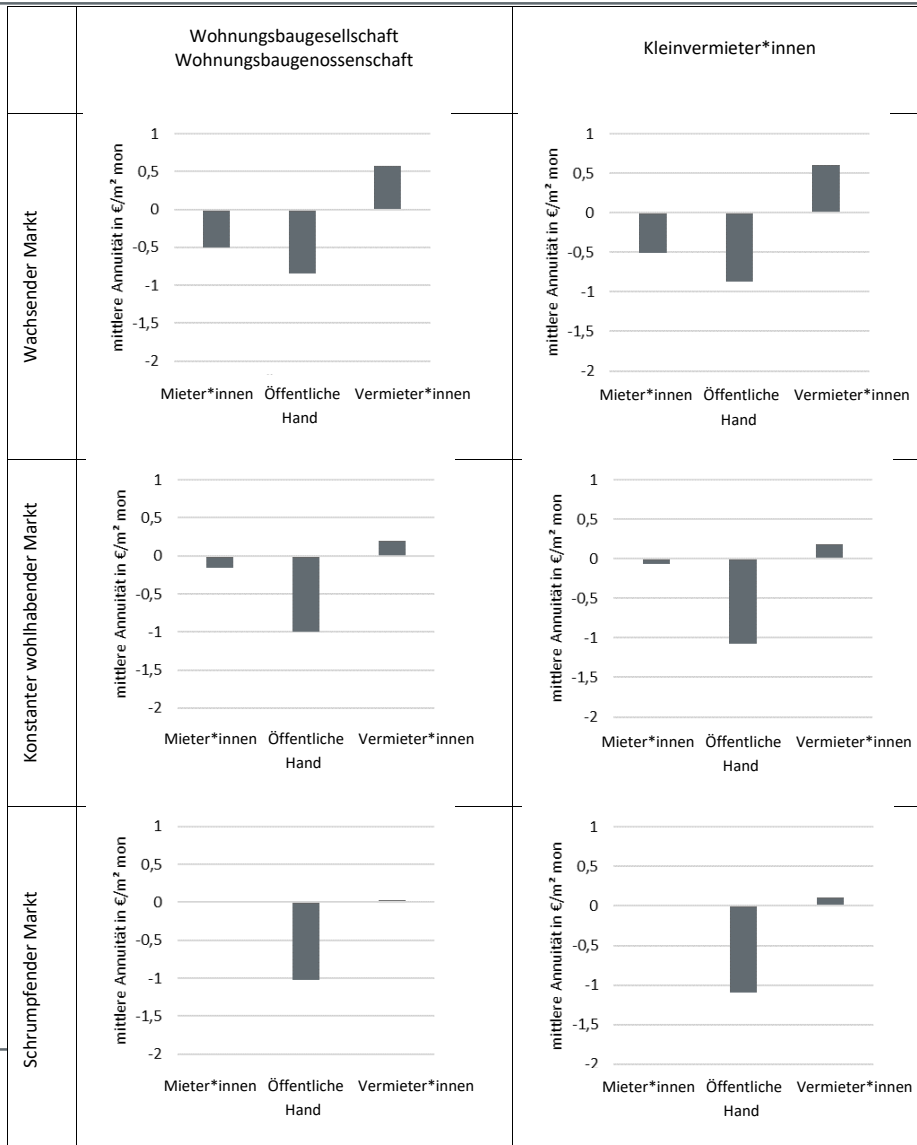 Wohnungsbaugesellschaft
Wohnungsbaugenossenschaft
Kleinvermieter*innen
Wachsender Markt
mittlere Annuität in €/m² mon
1
0,5
0
-0,5
-1
-1,5
-2
Mieter*innen Öffentliche Hand Vermieter*innen
mittlere Annuität in €/m² mon
1
0,5
0
-0,5
-1
-1,5
-2
Mieter*innen Öffentliche Hand Vermieter*innen
Konstanter wohlhabender Markt
mittlere Annuität in €/m² mon
1
0,5
0
-0,5
-1
-1,5
-2
Mieter*innen Öffentliche Hand Vermieter*innen
mittlere Annuität in €/m² mon
1
0,5
0
-0,5
-1
-1,5
-2
Mieter*innen Öffentliche Hand Vermieter*innen
Schrumpfender Markt
mittlere Annuität in €/m² mon
1
0,5
0
-0,5
-1
-1,5
-2
Mieter*innen Öffentliche Hand Vermieter*innen
mittlere Annuität in €/m² mon
1
0,5
0
-0,5
-1
-1,5
-2
Mieter*innen Öffentliche Hand Vermieter*innen